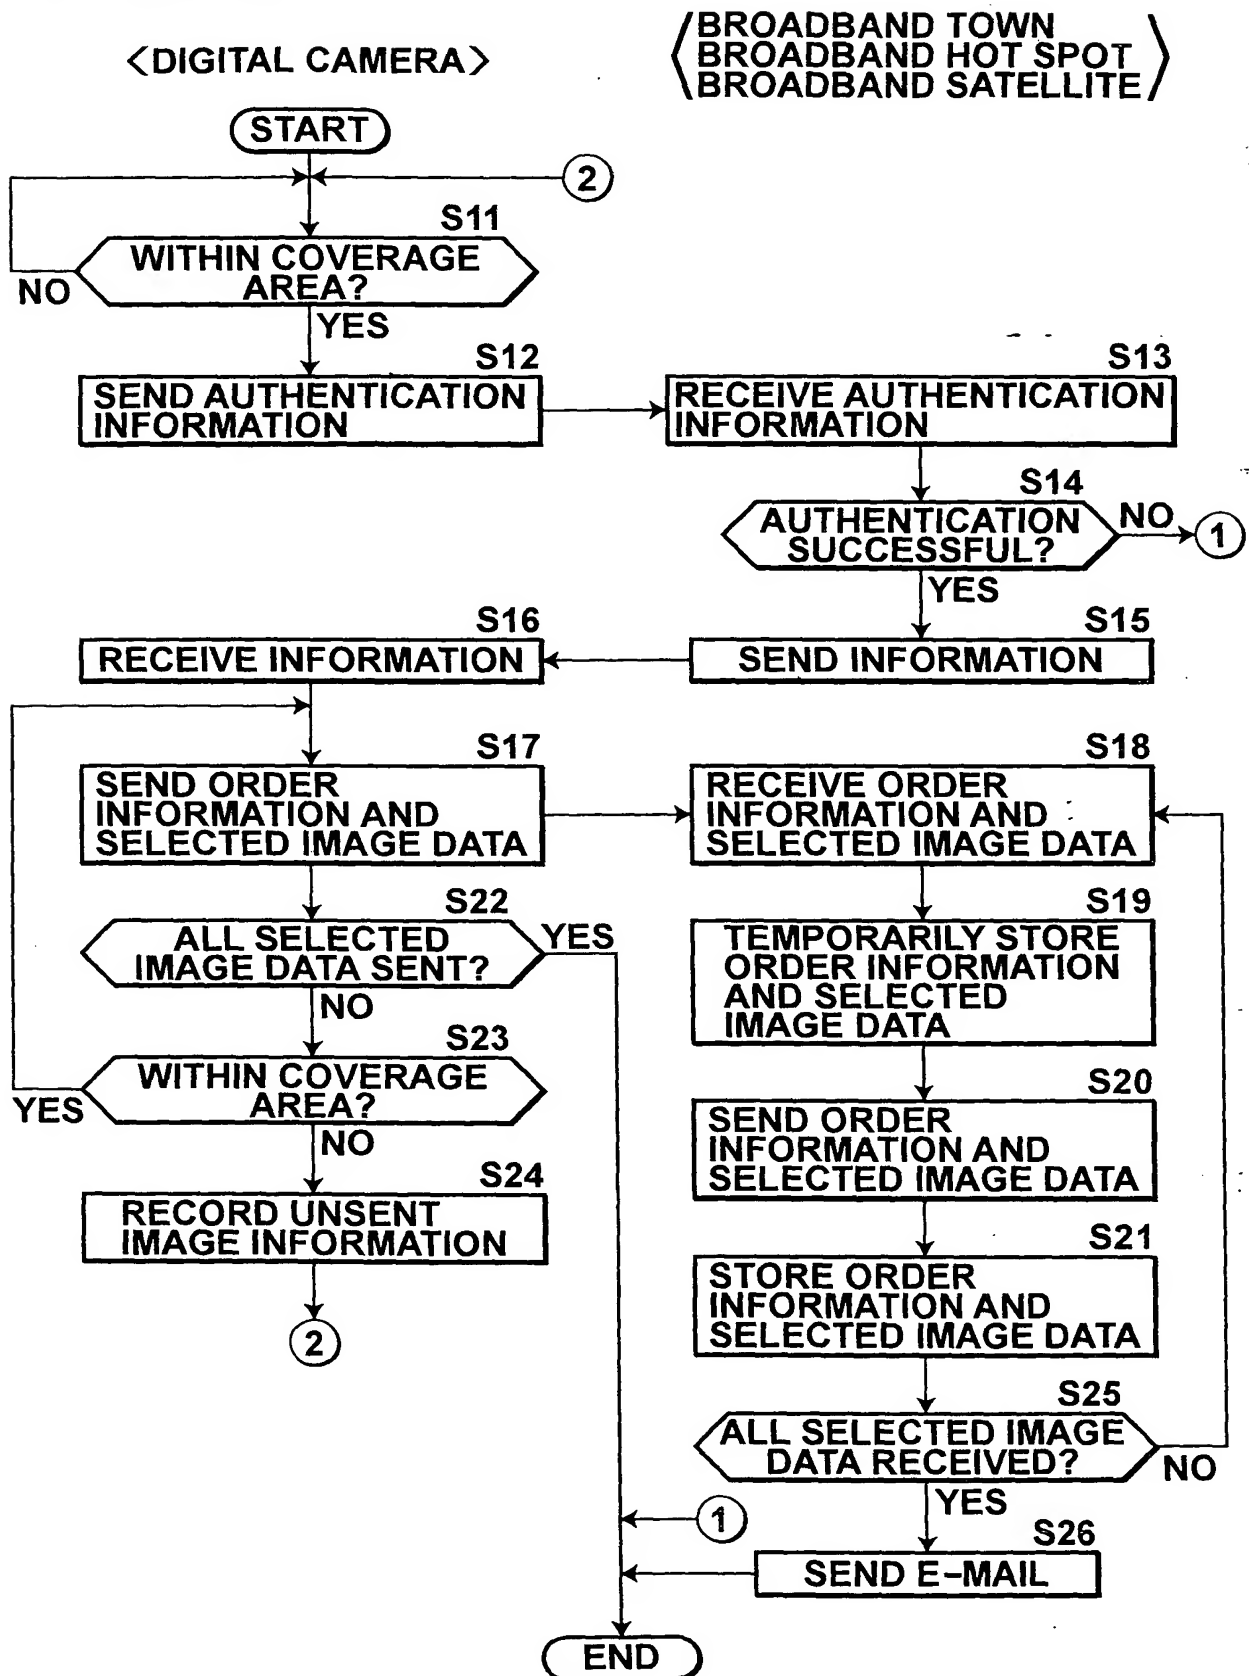 <DIGITAL CAMERA>
BROADBAND TOWN
BROADBAND HOT SPOT
BROADBAND SATELLITE
START
2
S11
WITHIN COVERAGE
AREA?
NO
YES
S12
SEND AUTHENTICATION
INFORMATION
S13
RECEIVE AUTHENTICATION
INFORMATION
S14
AUTHENTICATION
SUCCESSFUL?
NO
1
YES
S16
RECEIVE INFORMATION
S15
SEND INFORMATION
S17
SEND ORDER
INFORMATION AND
SELECTED IMAGE DATA
S18
RECEIVE ORDER
INFORMATION AND
SELECTED IMAGE DATA
S22
ALL SELECTED
IMAGE DATA SENT?
YES
NO
S19
TEMPORARILY STORE
ORDER INFORMATION
AND SELECTED
IMAGE DATA
S23
WITHIN COVERAGE
AREA?
YES
NO
S20
SEND ORDER
INFORMATION AND
SELECTED IMAGE DATA
S24
RECORD UNSENT
IMAGE INFORMATION
2
S21
STORE ORDER
INFORMATION AND
SELECTED IMAGE DATA
S25
ALL SELECTED IMAGE
DATA RECEIVED?
NO
YES
1
S26
SEND E-MAIL
END